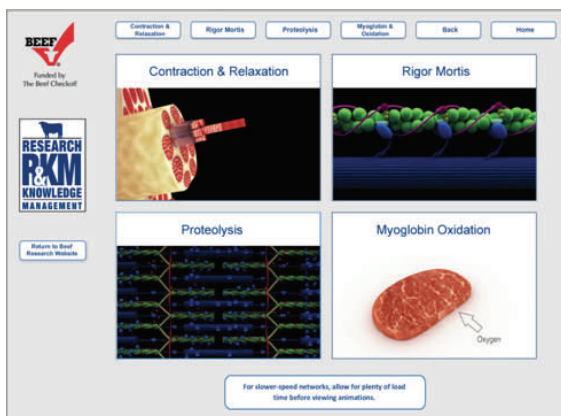 Contraction &
Relaxation
Rigor Mortis
Proteolysis
Myoglobin &
Oxidation
Back
Home
BEEF
Funded by
The Beef Checkoff
RESEARCH
R&KM
KNOWLEDGE
MANAGEMENT
Return to Beef
Research Website
Contraction & Relaxation
Rigor Mortis
Proteolysis
Myoglobin Oxidation
Oxygen
For slower-speed networks, allow for plenty of load
time before viewing animations.